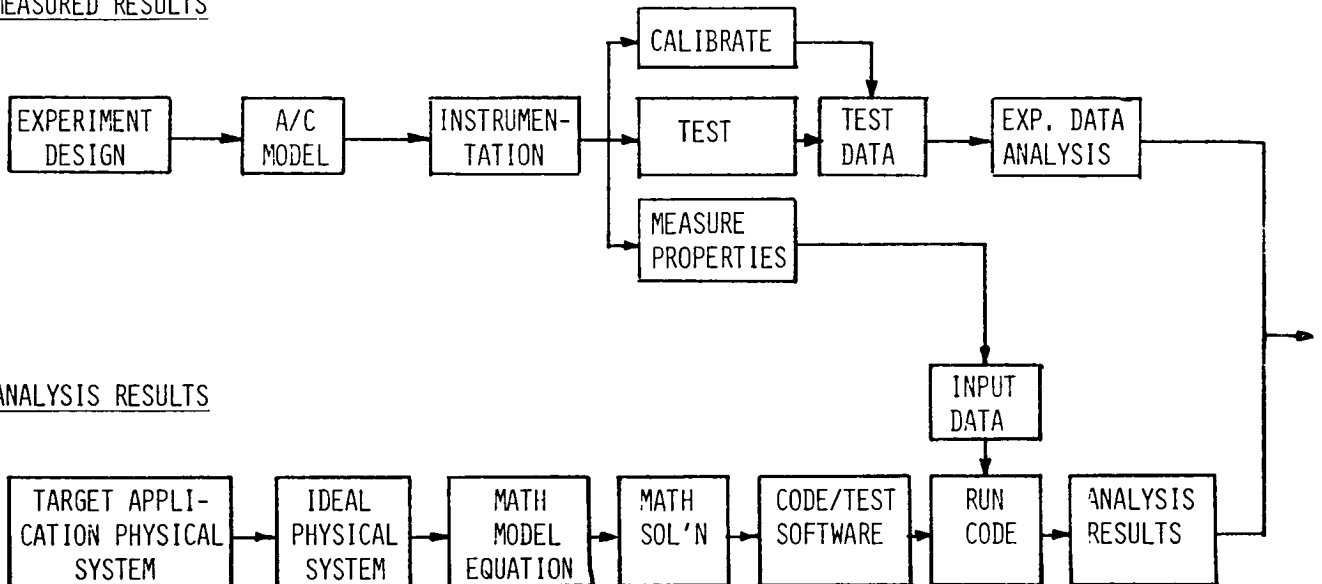 MEASURED RESULTS
CALIBRATE
EXPERIMENT
DESIGN
A/C
MODEL
INSTRUMEN-
TATION
TEST
TEST
DATA
EXP. DATA
ANALYSIS
MEASURE
PROPERTIES
INPUT
DATA
ANALYSIS RESULTS
TARGET APPLI-
CATION PHYSICAL
SYSTEM
IDEAL
PHYSICAL
SYSTEM
MATH
MODEL
EQUATION
MATH
SOL'N
CODE/TEST
SOFTWARE
RUN
CODE
ANALYSIS
RESULTS